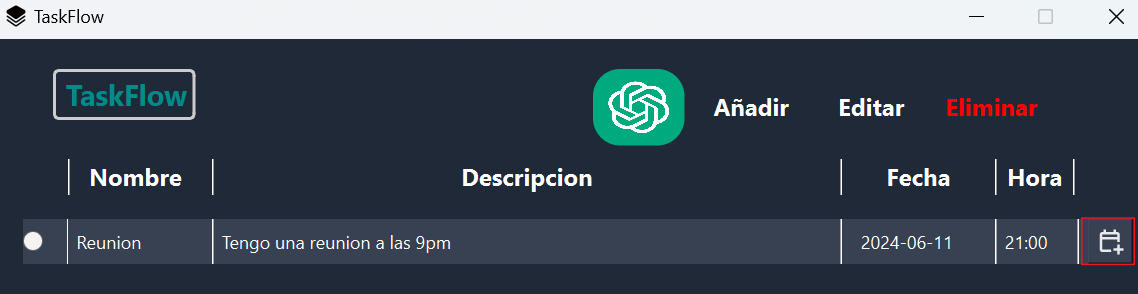 TaskFlow
TaskFlow
Añadir Editar Eliminar
Nombre Descripcion Fecha Hora
Reunion Tengo una reunion a las 9pm 2024-06-11 21:00